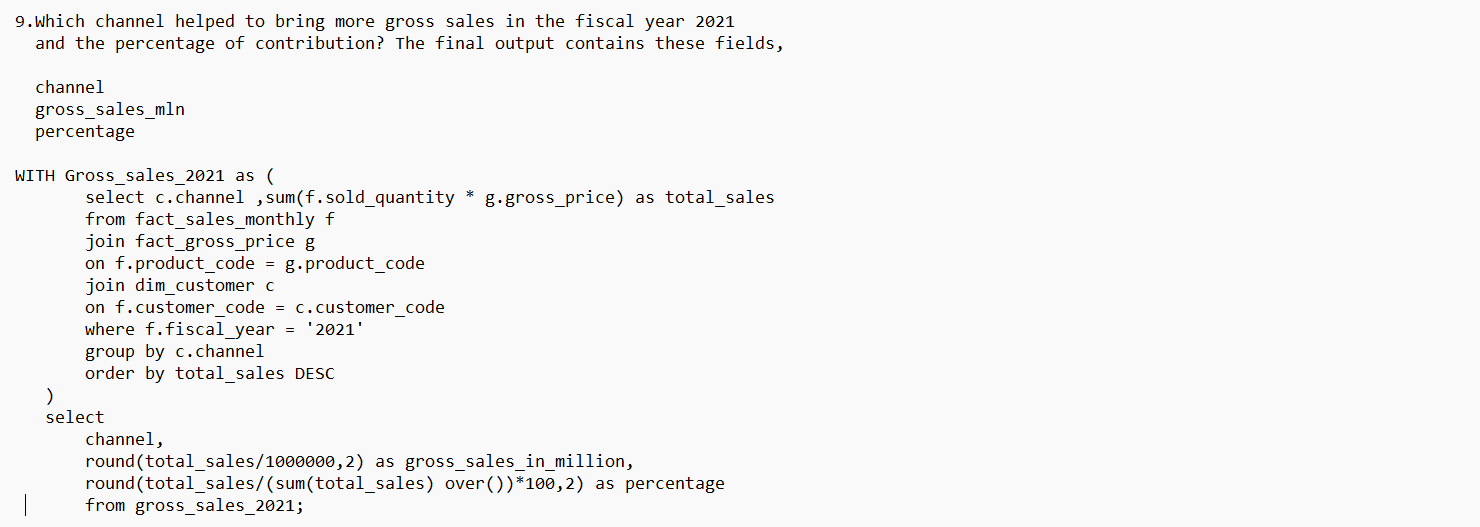 9.Which channel helped to bring more gross sales in the fiscal year 2021
and the percentage of contribution? The final output contains these fields,
channel
gross_sales_mln
percentage
WITH Gross_sales_2021 as (
select c.channel ,sum(f.sold_quantity * g.gross_price) as total_sales
from fact_sales_monthly f
join fact_gross_price g
on f.product_code = g.product_code
join dim_customer c
on f.customer_code = c.customer_code
where f.fiscal_year = '2021'
group by c.channel
order by total_sales DESC
)
select
channel,
round(total_sales/1000000,2) as gross_sales_in_million,
round(total_sales/(sum(total_sales) over())*100,2) as percentage
from gross_sales_2021;